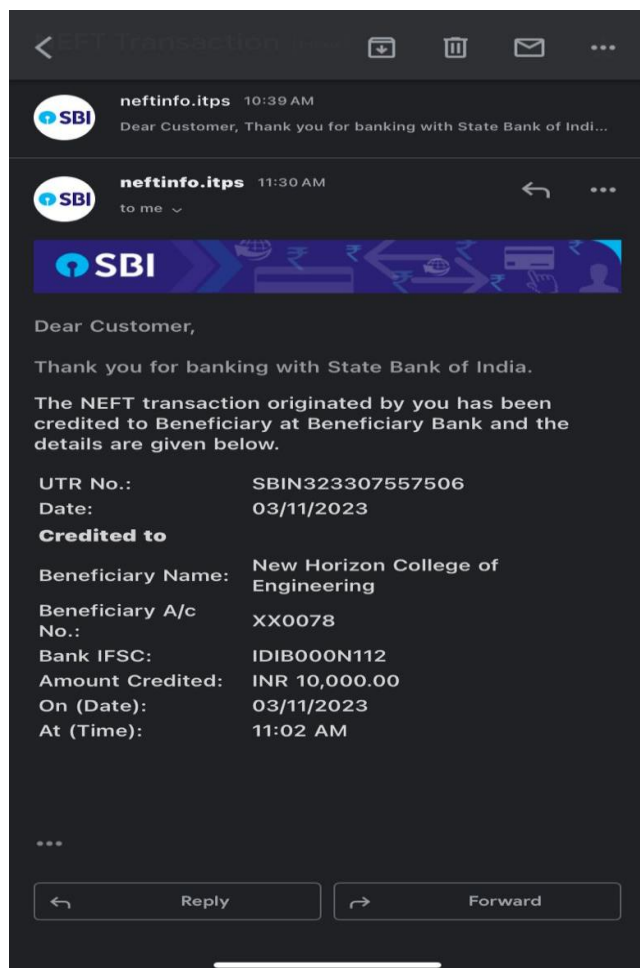 NEFT Transaction
SBI
neftinfo.itps 10:39 AM
Dear Customer, Thank you for banking with State Bank of Indi...
SBI
neftinfo.itps 11:30 AM
to me
SBI
Dear Customer,
Thank you for banking with State Bank of India.
The NEFT transaction originated by you has been
credited to Beneficiary at Beneficiary Bank and the
details are given below.
UTR No.: SBIN323307557506
Date: 03/11/2023
Credited to
Beneficiary Name: New Horizon College of
Engineering
Beneficiary A/c
No.: XX0078
Bank IFSC: IDIB000N112
Amount Credited: INR 10,000.00
On (Date): 03/11/2023
At (Time): 11:02 AM
Reply
Forward